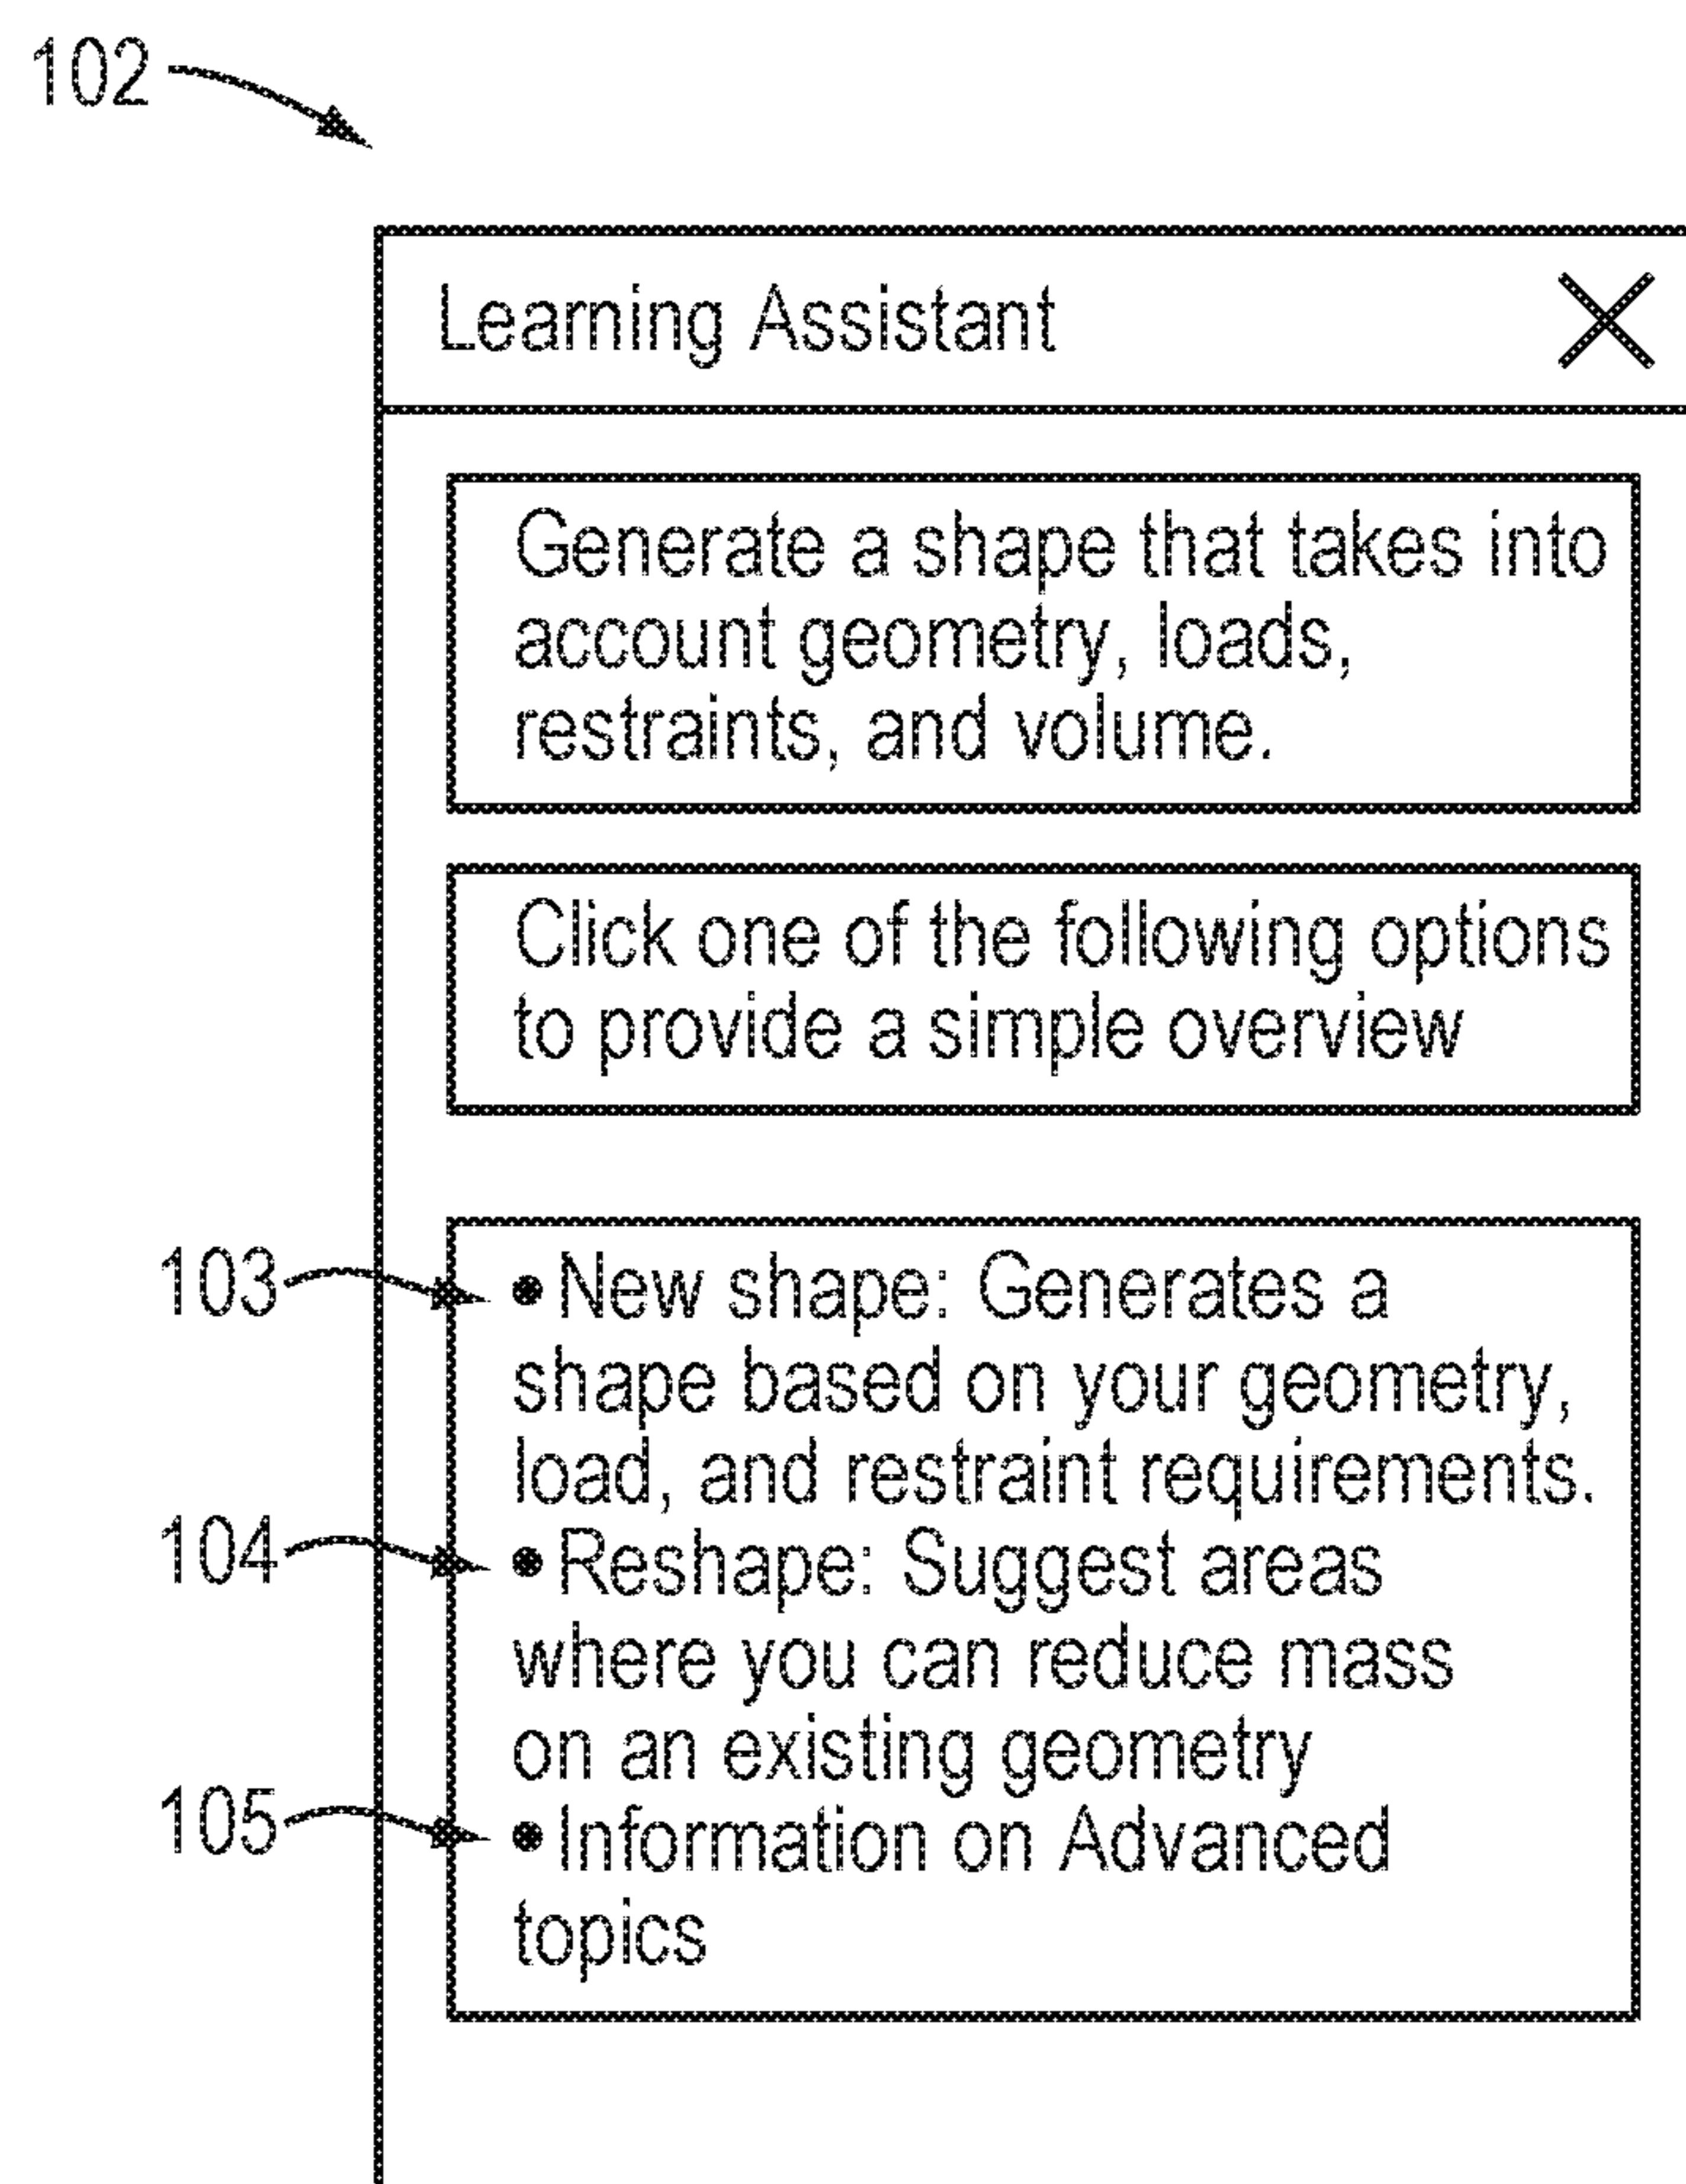 102
Learning Assistant
Generate a shape that takes into
account geometry, loads,
restraints, and volume.
Click one of the following options
to provide a simple overview
103
• New shape: Generates a
shape based on your geometry,
load, and restraint requirements.
104
• Reshape: Suggest areas
where you can reduce mass
on an existing geometry
105
• Information on Advanced
topics